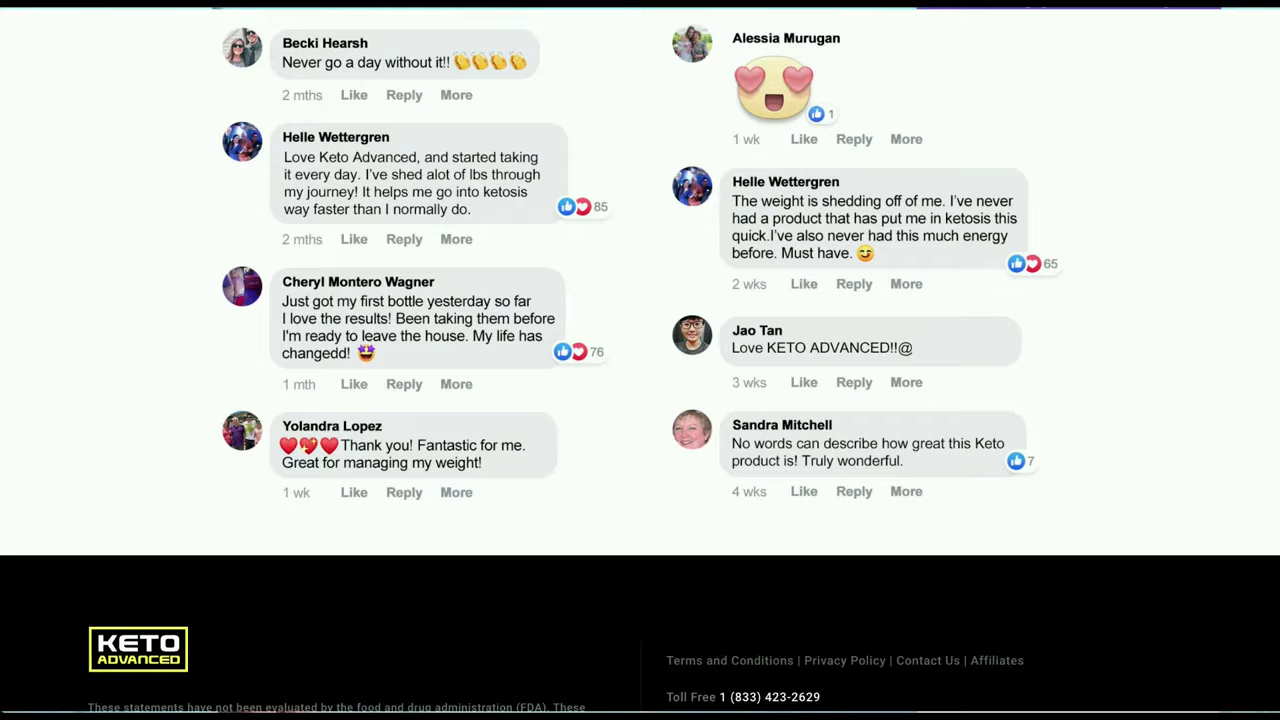 Becki Hearsh
Never go a day without it!! 👏👏👏👏
2 mths Like Reply More
Helle Wettergren
Love Keto Advanced, and started taking
it every day. I've shed alot of lbs through
my journey! It helps me go into ketosis
way faster than I normally do.
85
2 mths Like Reply More
Cheryl Montero Wagner
Just got my first bottle yesterday so far
I love the results! Been taking them before
I'm ready to leave the house. My life has
changedd! 🤩
76
1 mth Like Reply More
Yolandra Lopez
❤️💖❤️Thank you! Fantastic for me.
Great for managing my weight!
1 wk Like Reply More
Alessia Murugan
1
1 wk Like Reply More
Helle Wettergren
The weight is shedding off of me. I've never
had a product that has put me in ketosis this
quick.I've also never had this much energy
before. Must have. 😋
65
2 wks Like Reply More
Jao Tan
Love KETO ADVANCED!!@
3 wks Like Reply More
Sandra Mitchell
No words can describe how great this Keto
product is! Truly wonderful.
7
4 wks Like Reply More
KETO
ADVANCED
These statements have not been evaluated by the food and drug administration (FDA). These
Terms and Conditions | Privacy Policy | Contact Us | Affiliates
Toll Free 1 (833) 423-2629